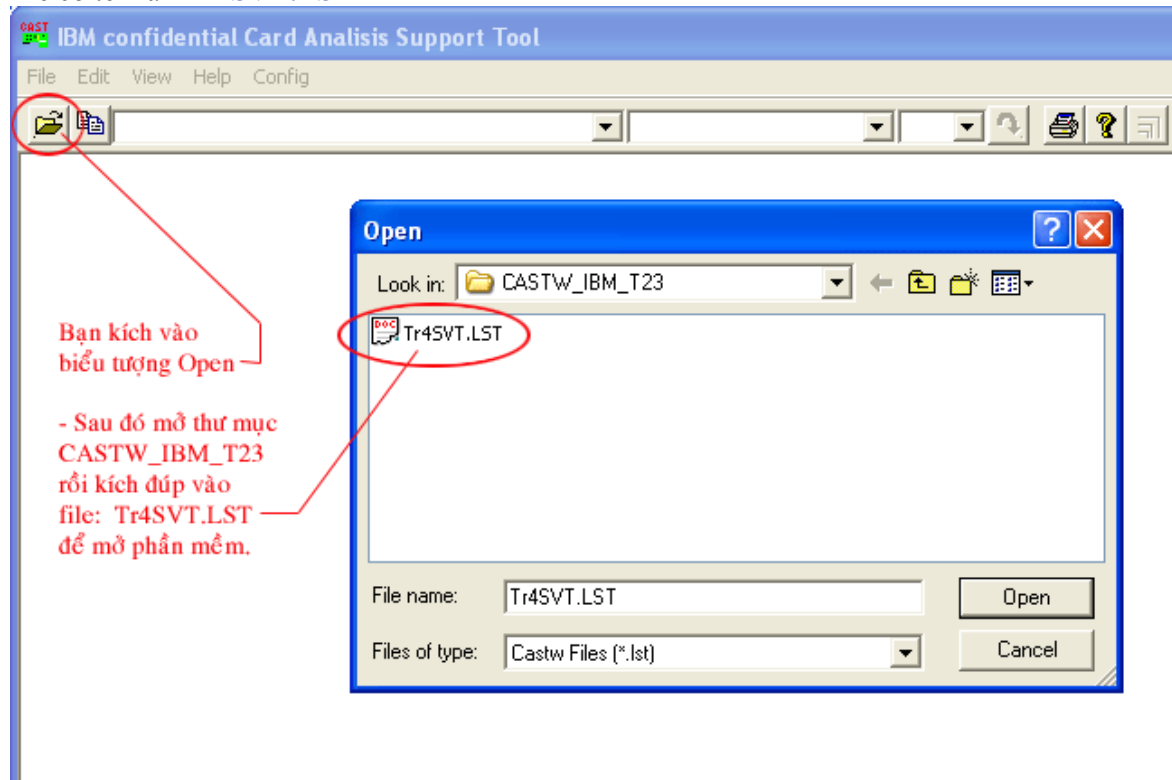 CAST
IBM confidential Card Analisis Support Tool
File Edit View Help Config
Open
Look in: CASTW_IBM_T23
DOC
Tr4SVT.LST
Bạn kích vào
biểu tượng Open
- Sau đó mở thư mục
CASTW_IBM_T23
rồi kích đúp vào
file: Tr4SVT.LST
để mở phần mềm.
File name: Tr4SVT.LST Open
Files of type: Castw Files (*.lst) Cancel